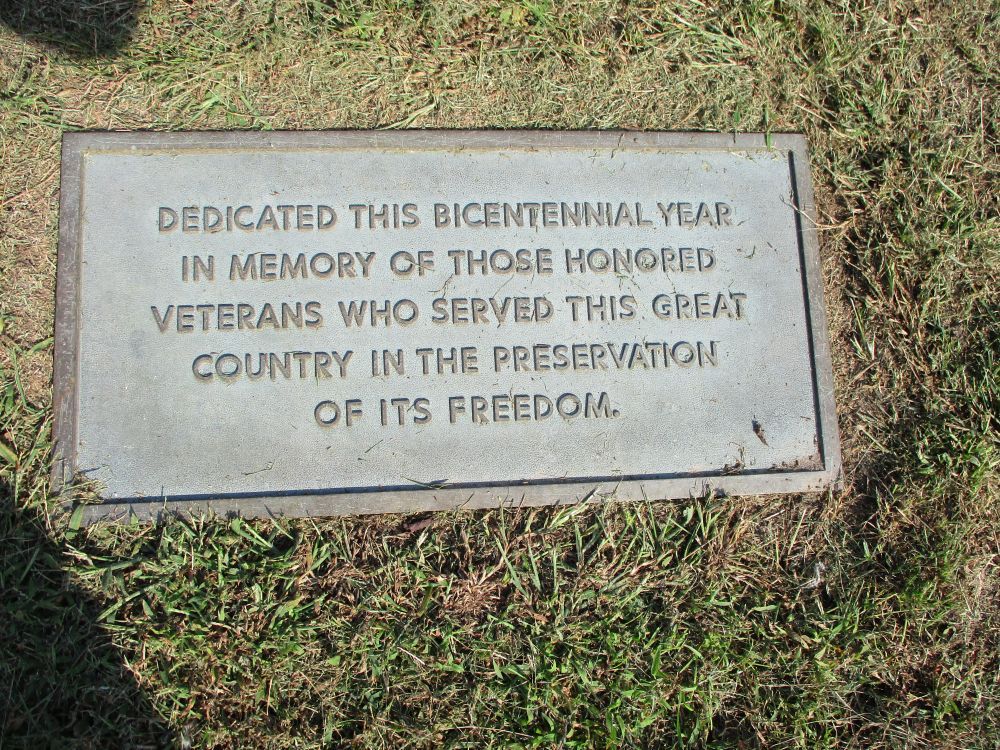 DEDICATED THIS BICENTENNIAL YEAR
IN MEMORY OF THOSE HONORED
VETERANS WHO SERVED THIS GREAT
COUNTRY IN THE PRESERVATION
OF ITS FREEDOM.